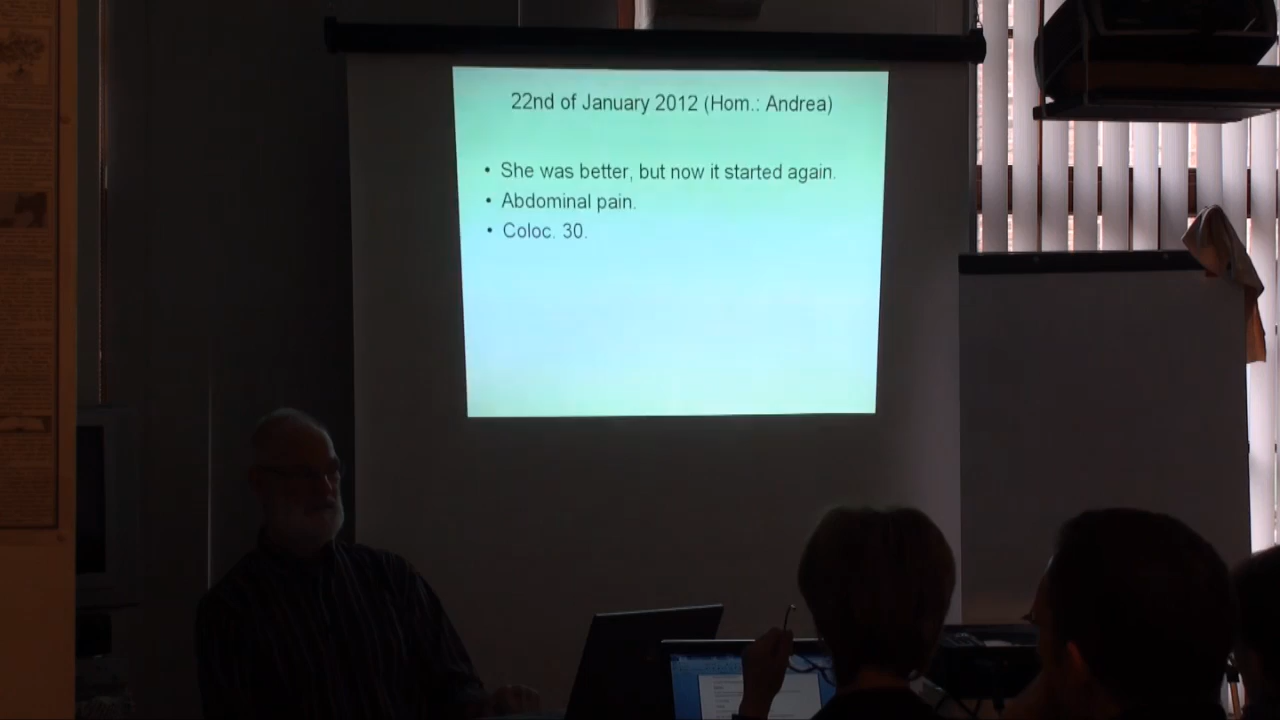 22nd of January 2012 (Hom.: Andrea)
• She was better, but now it started again.
• Abdominal pain.
• Coloc. 30.